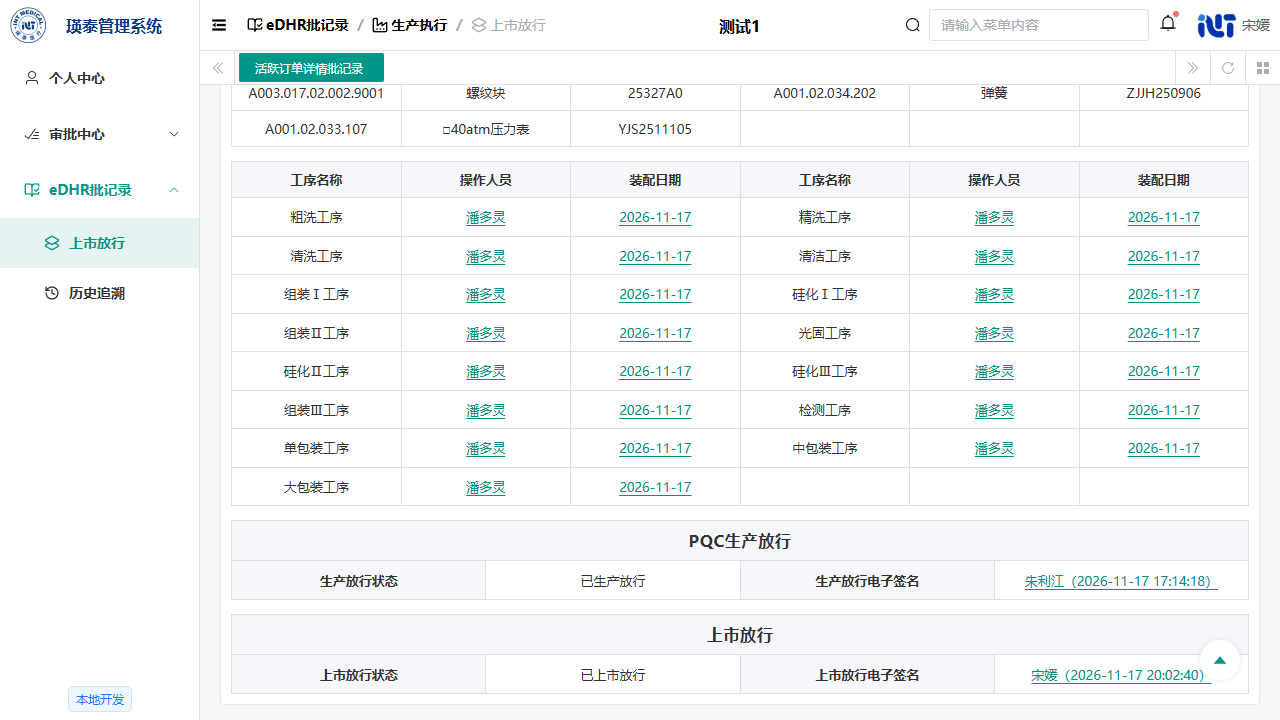 瑛泰管理系统
eDHR批记录 / 生产执行 / 上市放行
测试1
请输入菜单内容
宋媛
个人中心
审批中心
eDHR批记录
上市放行
历史追溯
本地开发
活跃订单详情批记录
A003.017.02.002.9001 螺纹块 25327A0 A001.02.034.202 弹簧 ZJJH250906
A001.02.033.107 □40atm压力表 YJS2511105
工序名称 操作人员 装配日期 工序名称 操作人员 装配日期
粗洗工序 潘多灵 2026-11-17 精洗工序 潘多灵 2026-11-17
清洗工序 潘多灵 2026-11-17 清洁工序 潘多灵 2026-11-17
组装Ⅰ工序 潘多灵 2026-11-17 硅化Ⅰ工序 潘多灵 2026-11-17
组装Ⅱ工序 潘多灵 2026-11-17 光固工序 潘多灵 2026-11-17
硅化Ⅱ工序 潘多灵 2026-11-17 硅化Ⅲ工序 潘多灵 2026-11-17
组装Ⅲ工序 潘多灵 2026-11-17 检测工序 潘多灵 2026-11-17
单包装工序 潘多灵 2026-11-17 中包装工序 潘多灵 2026-11-17
大包装工序 潘多灵 2026-11-17
PQC生产放行
生产放行状态 已生产放行 生产放行电子签名 朱利江（2026-11-17 17:14:18）
上市放行
上市放行状态 已上市放行 上市放行电子签名 宋媛（2026-11-17 20:02:40）